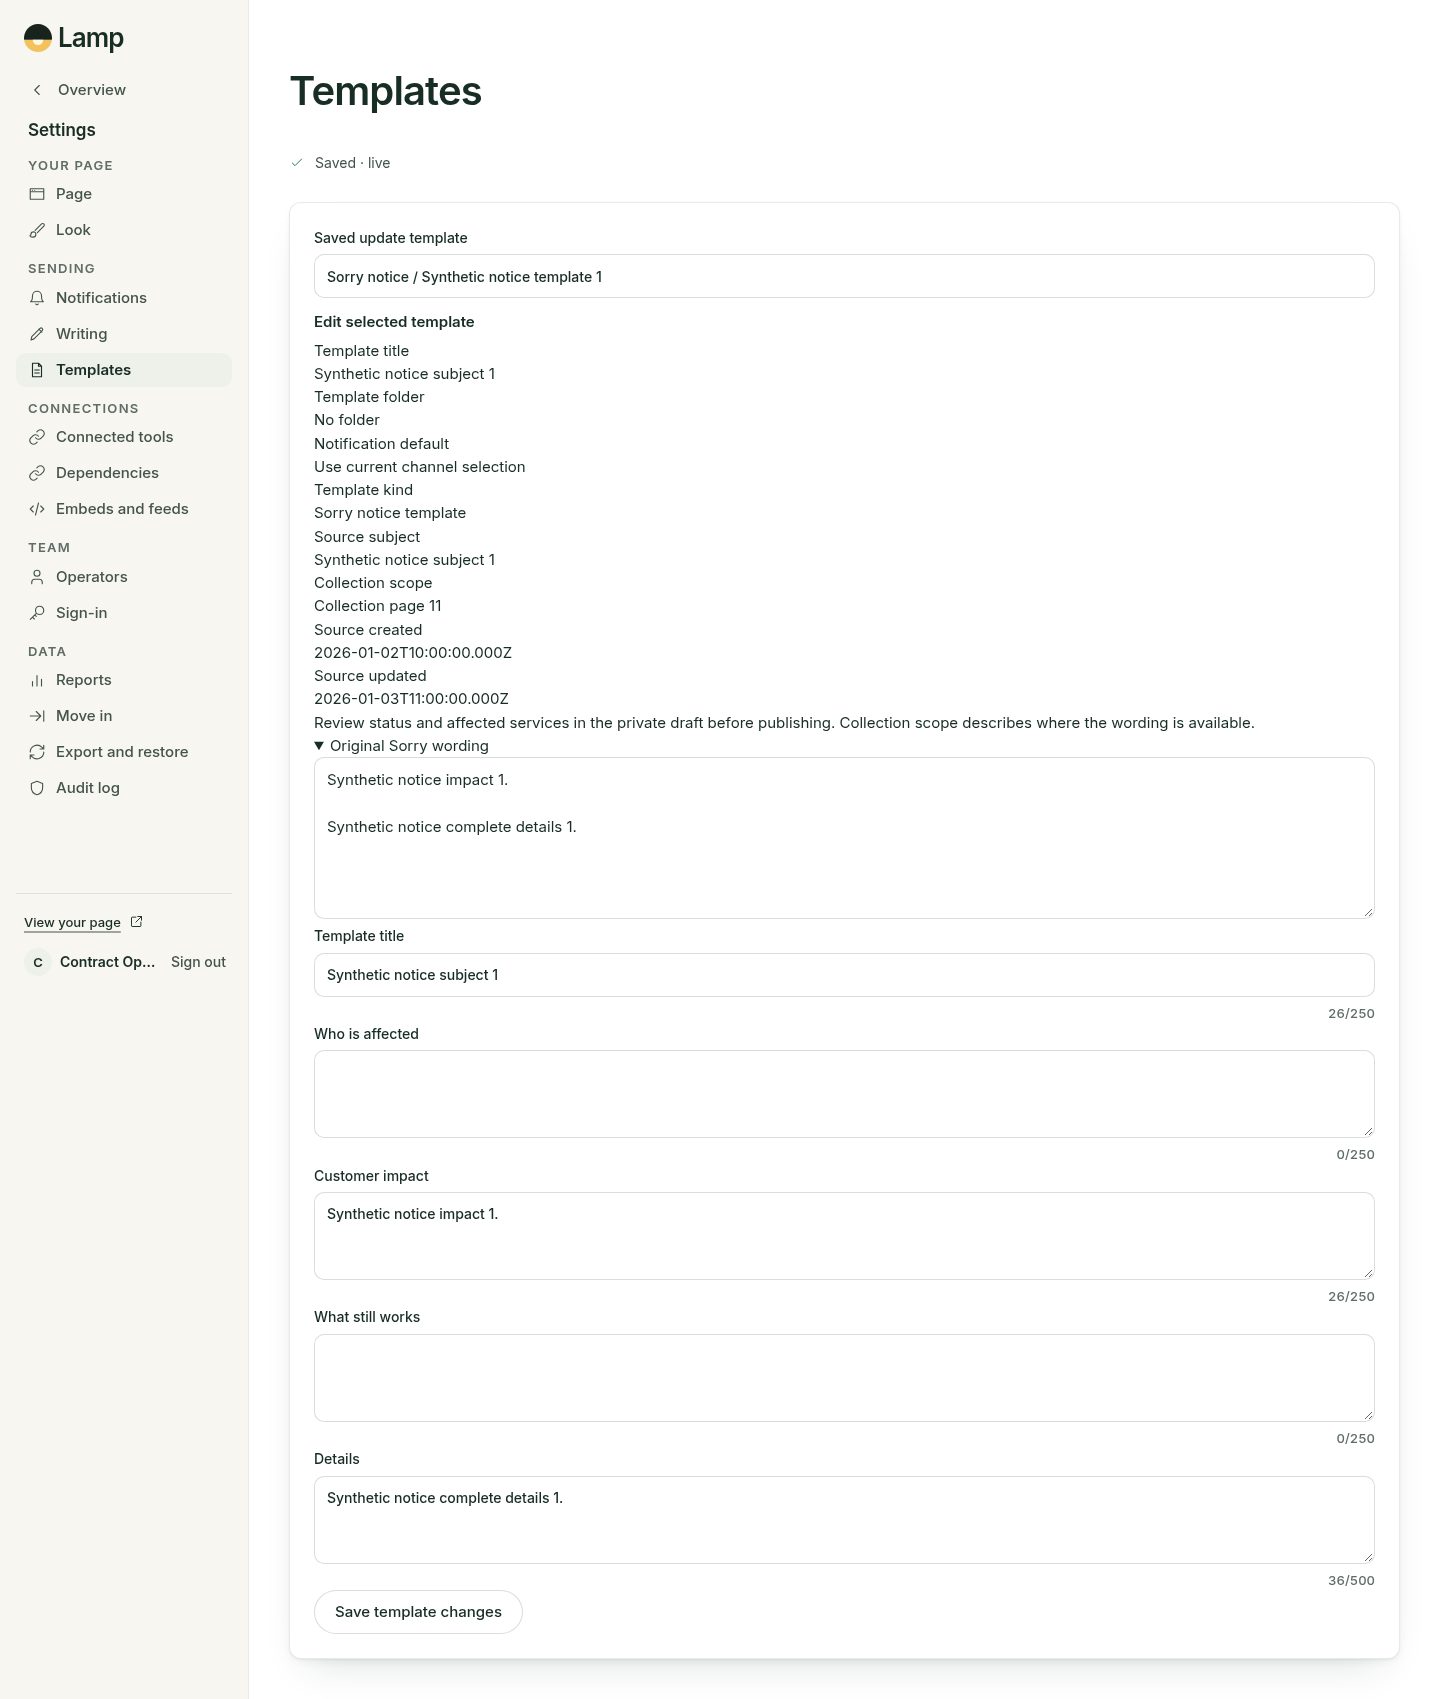 Lamp
Overview
Settings
YOUR PAGE
Page
Look
SENDING
Notifications
Writing
Templates
CONNECTIONS
Connected tools
Dependencies
Embeds and feeds
TEAM
Operators
Sign-in
DATA
Reports
Move in
Export and restore
Audit log
View your page
C Contract Op... Sign out
Templates
Saved · live
Saved update template
Sorry notice / Synthetic notice template 1
Edit selected template
Template title
Synthetic notice subject 1
Template folder
No folder
Notification default
Use current channel selection
Template kind
Sorry notice template
Source subject
Synthetic notice subject 1
Collection scope
Collection page 11
Source created
2026-01-02T10:00:00.000Z
Source updated
2026-01-03T11:00:00.000Z
Review status and affected services in the private draft before publishing. Collection scope describes where the wording is available.
▼ Original Sorry wording
Synthetic notice impact 1.
Synthetic notice complete details 1.
Template title
Synthetic notice subject 1
26/250
Who is affected
0/250
Customer impact
Synthetic notice impact 1.
26/250
What still works
0/250
Details
Synthetic notice complete details 1.
36/500
Save template changes